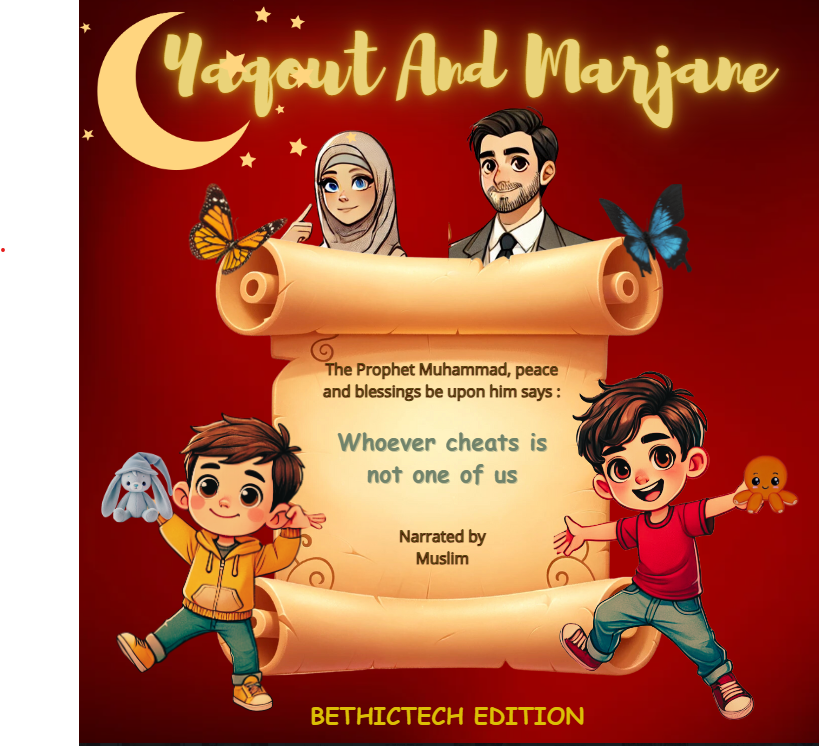 Yaqout And Marjane
The Prophet Muhammad, peace
and blessings be upon him says :
Whoever cheats is
not one of us
Narrated by
Muslim
BETHICTECH EDITION